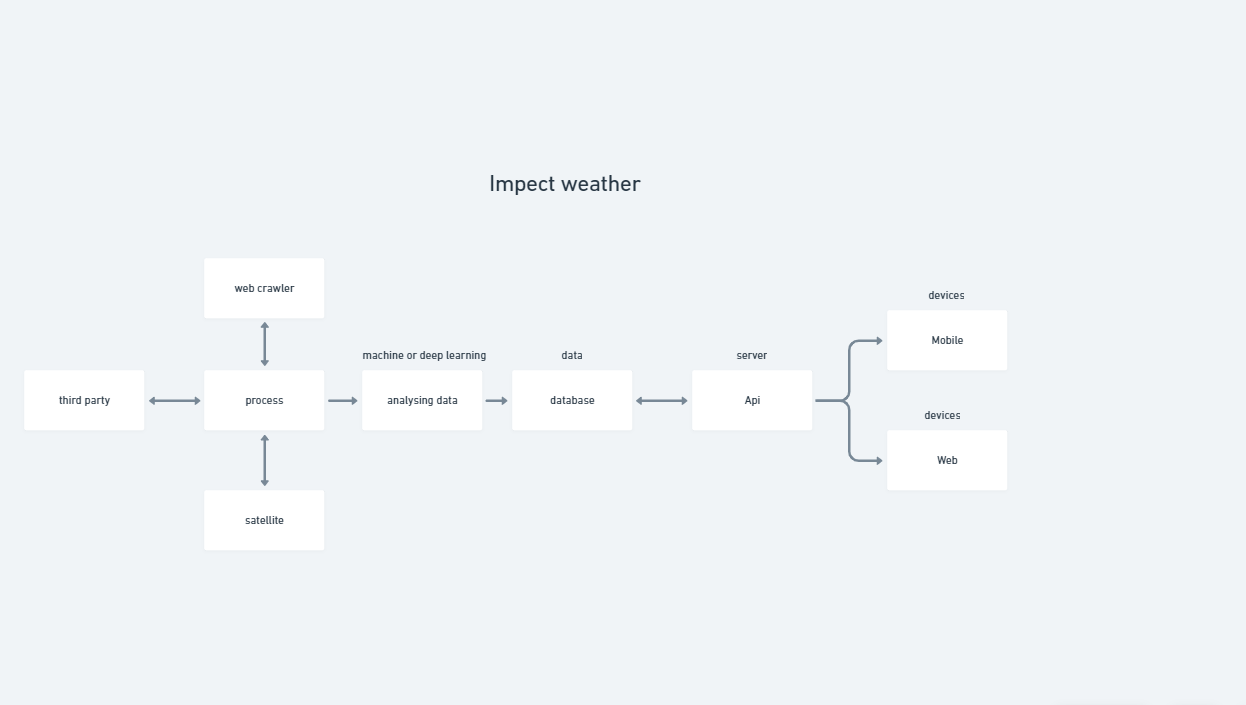 Impect weather
web crawler
devices
Mobile
machine or deep learning
data
server
third party
process
analysing data
database
Api
devices
Web
satellite